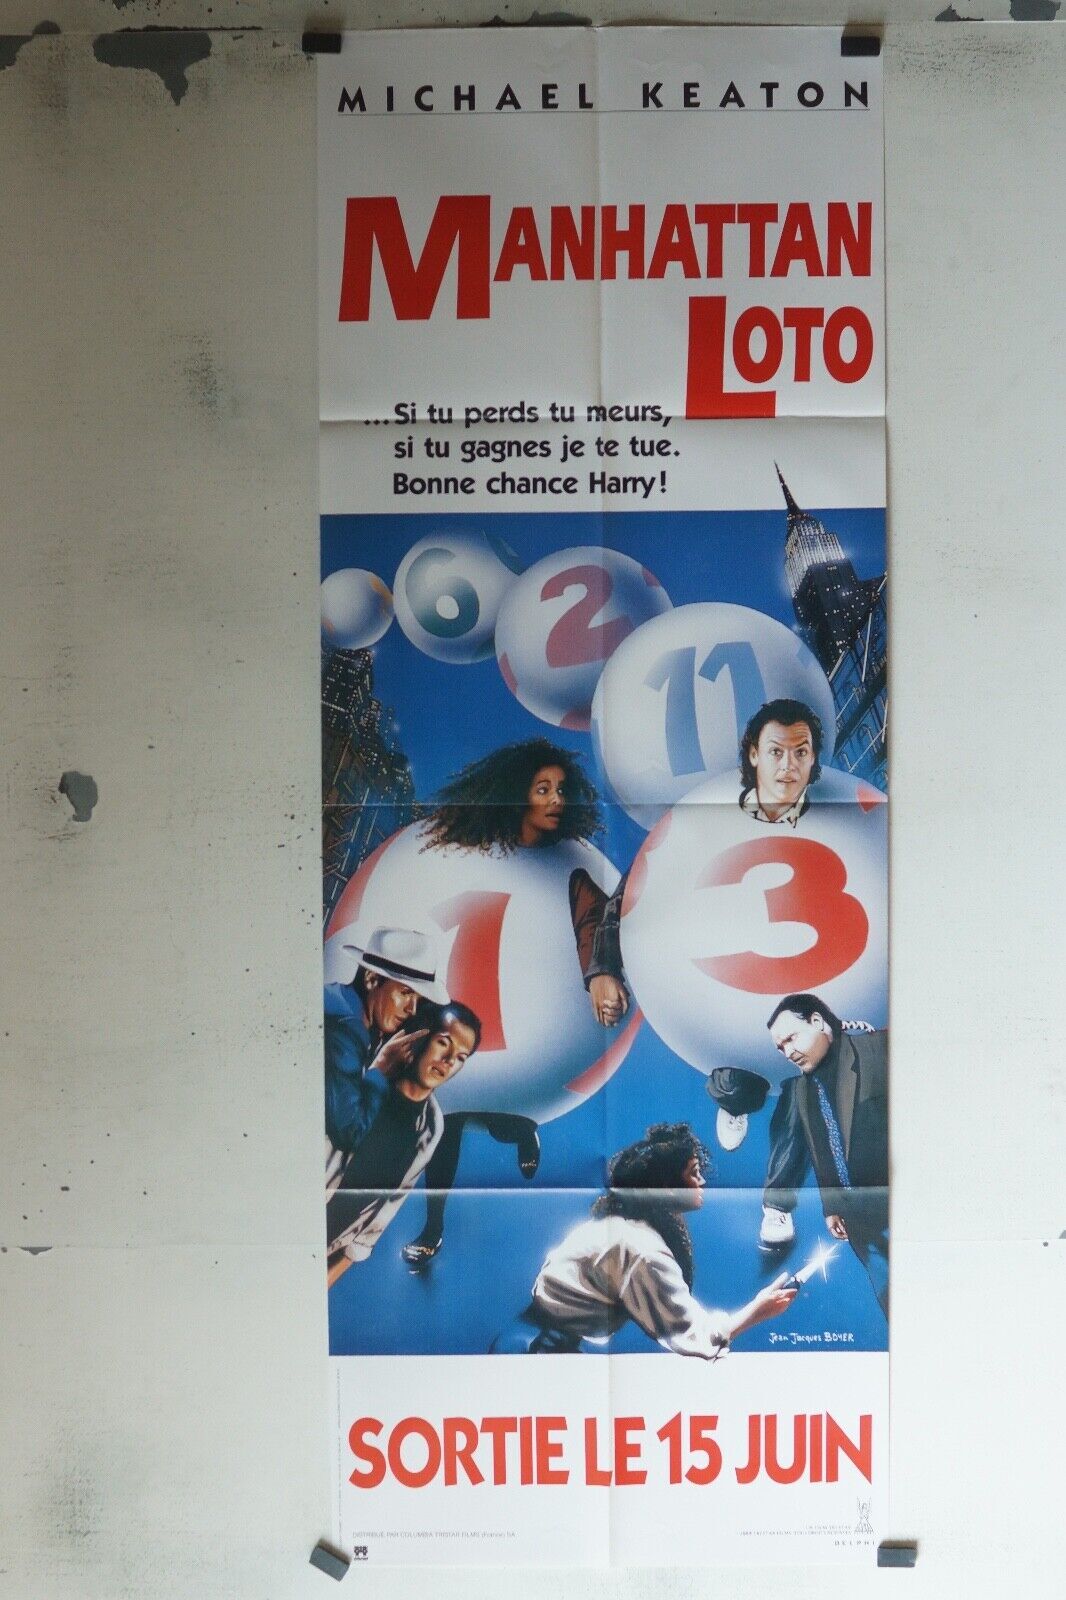 MICHAEL KEATON
MANHATTAN
LOTO
...Si tu perds tu meurs,
si tu gagnes je te tue.
Bonne chance Harry!
6
2
11
3
1
Jean Jacques BOYER
SORTIE LE 15 JUIN
DISTRIBUE PAR COLUMBIA TRISTAR FILMS (France) SA
DELPHI